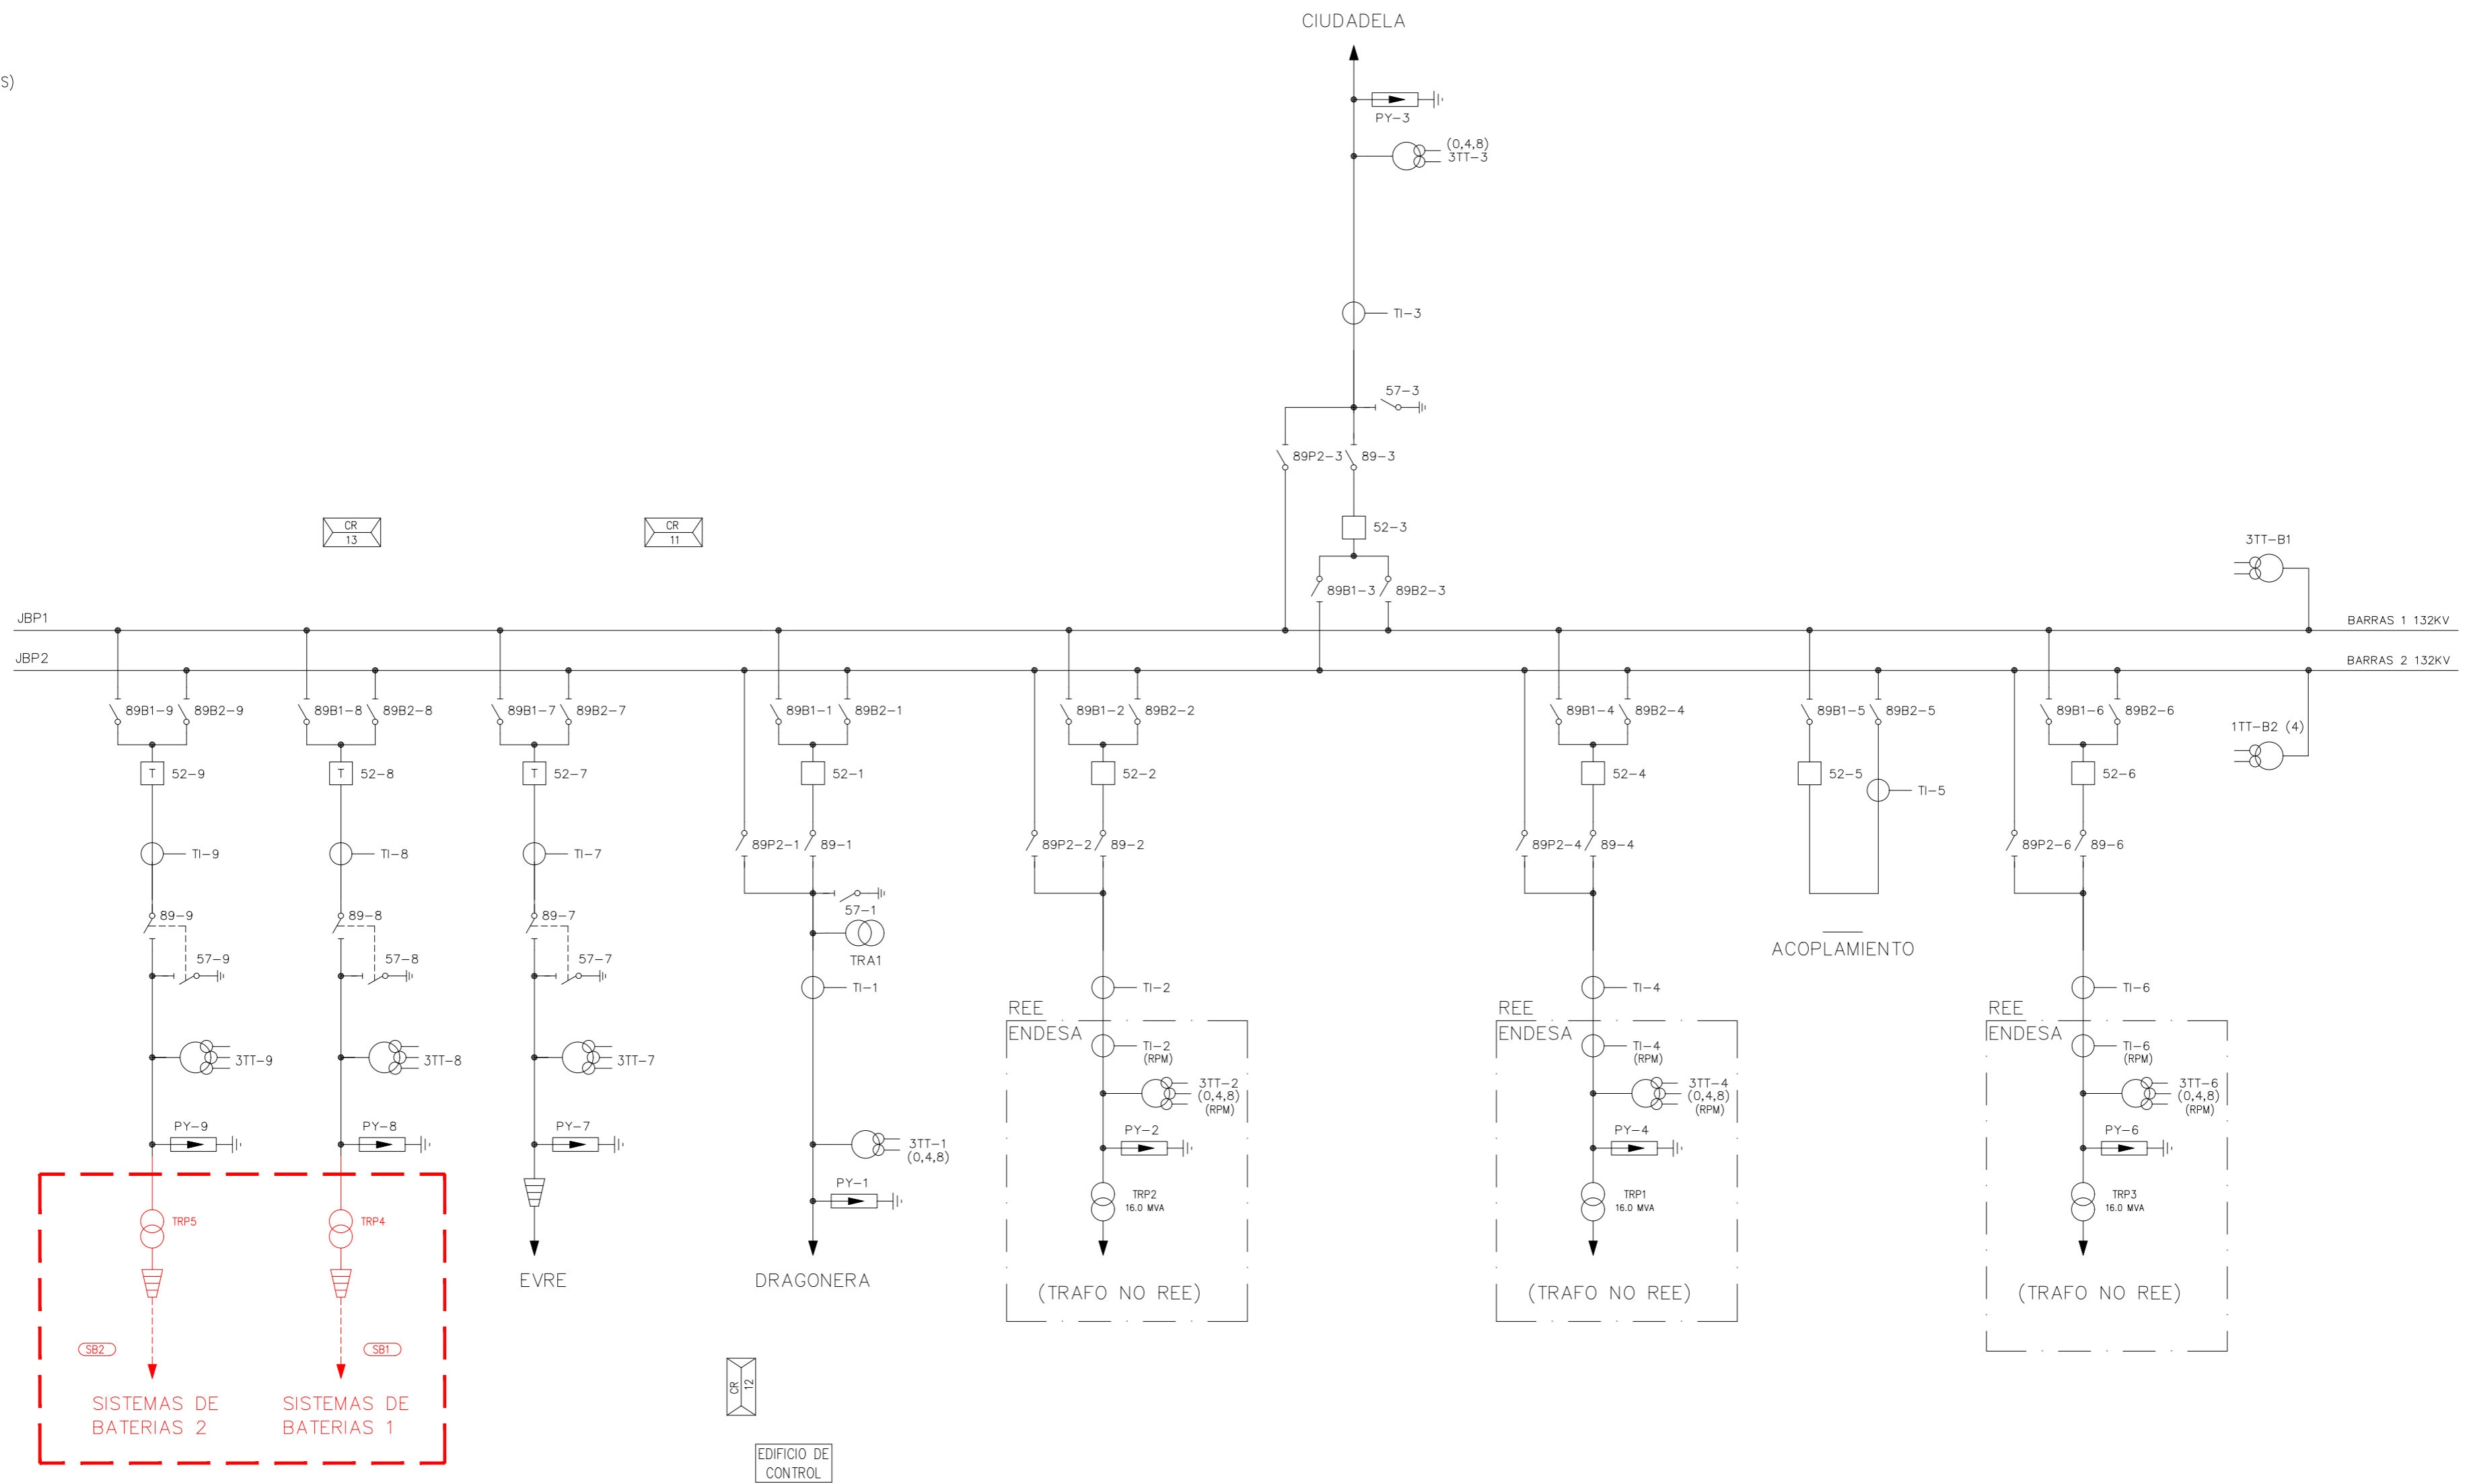 CIUDADELA
S)
PY-3
(0,4,8)
3TT-3
TI-3
57-3
89P2-3
89-3
CR
13
CR
11
52-3
3TT-B1
89B1-3
89B2-3
JBP1
BARRAS 1 132KV
JBP2
BARRAS 2 132KV
89B1-9
89B2-9
89B1-8
89B2-8
89B1-7
89B2-7
89B1-1
89B2-1
89B1-2
89B2-2
89B1-4
89B2-4
89B1-5
89B2-5
89B1-6
89B2-6
1TT-B2 (4)
T
52-9
T
52-8
T
52-7
52-1
52-2
52-4
52-5
52-6
TI-5
TI-9
TI-8
TI-7
89P2-1
89-1
89P2-2
89-2
89P2-4
89-4
89P2-6
89-6
89-9
89-8
89-7
57-1
57-9
57-8
57-7
TRA1
ACOPLAMIENTO
TI-1
TI-2
TI-4
TI-6
REE
ENDESA
REE
ENDESA
REE
ENDESA
TI-2
(RPM)
TI-4
(RPM)
TI-6
(RPM)
3TT-9
3TT-8
3TT-7
3TT-2
(0,4,8)
(RPM)
3TT-4
(0,4,8)
(RPM)
3TT-6
(0,4,8)
(RPM)
PY-9
PY-8
PY-7
3TT-1
(0,4,8)
PY-2
PY-4
PY-6
PY-1
TRP5
TRP4
TRP2
16.0 MVA
TRP1
16.0 MVA
TRP3
16.0 MVA
EVRE
DRAGONERA
(TRAFO NO REE)
(TRAFO NO REE)
(TRAFO NO REE)
SB2
SB1
SISTEMAS DE
BATERIAS 2
SISTEMAS DE
BATERIAS 1
CR
12
EDIFICIO DE
CONTROL